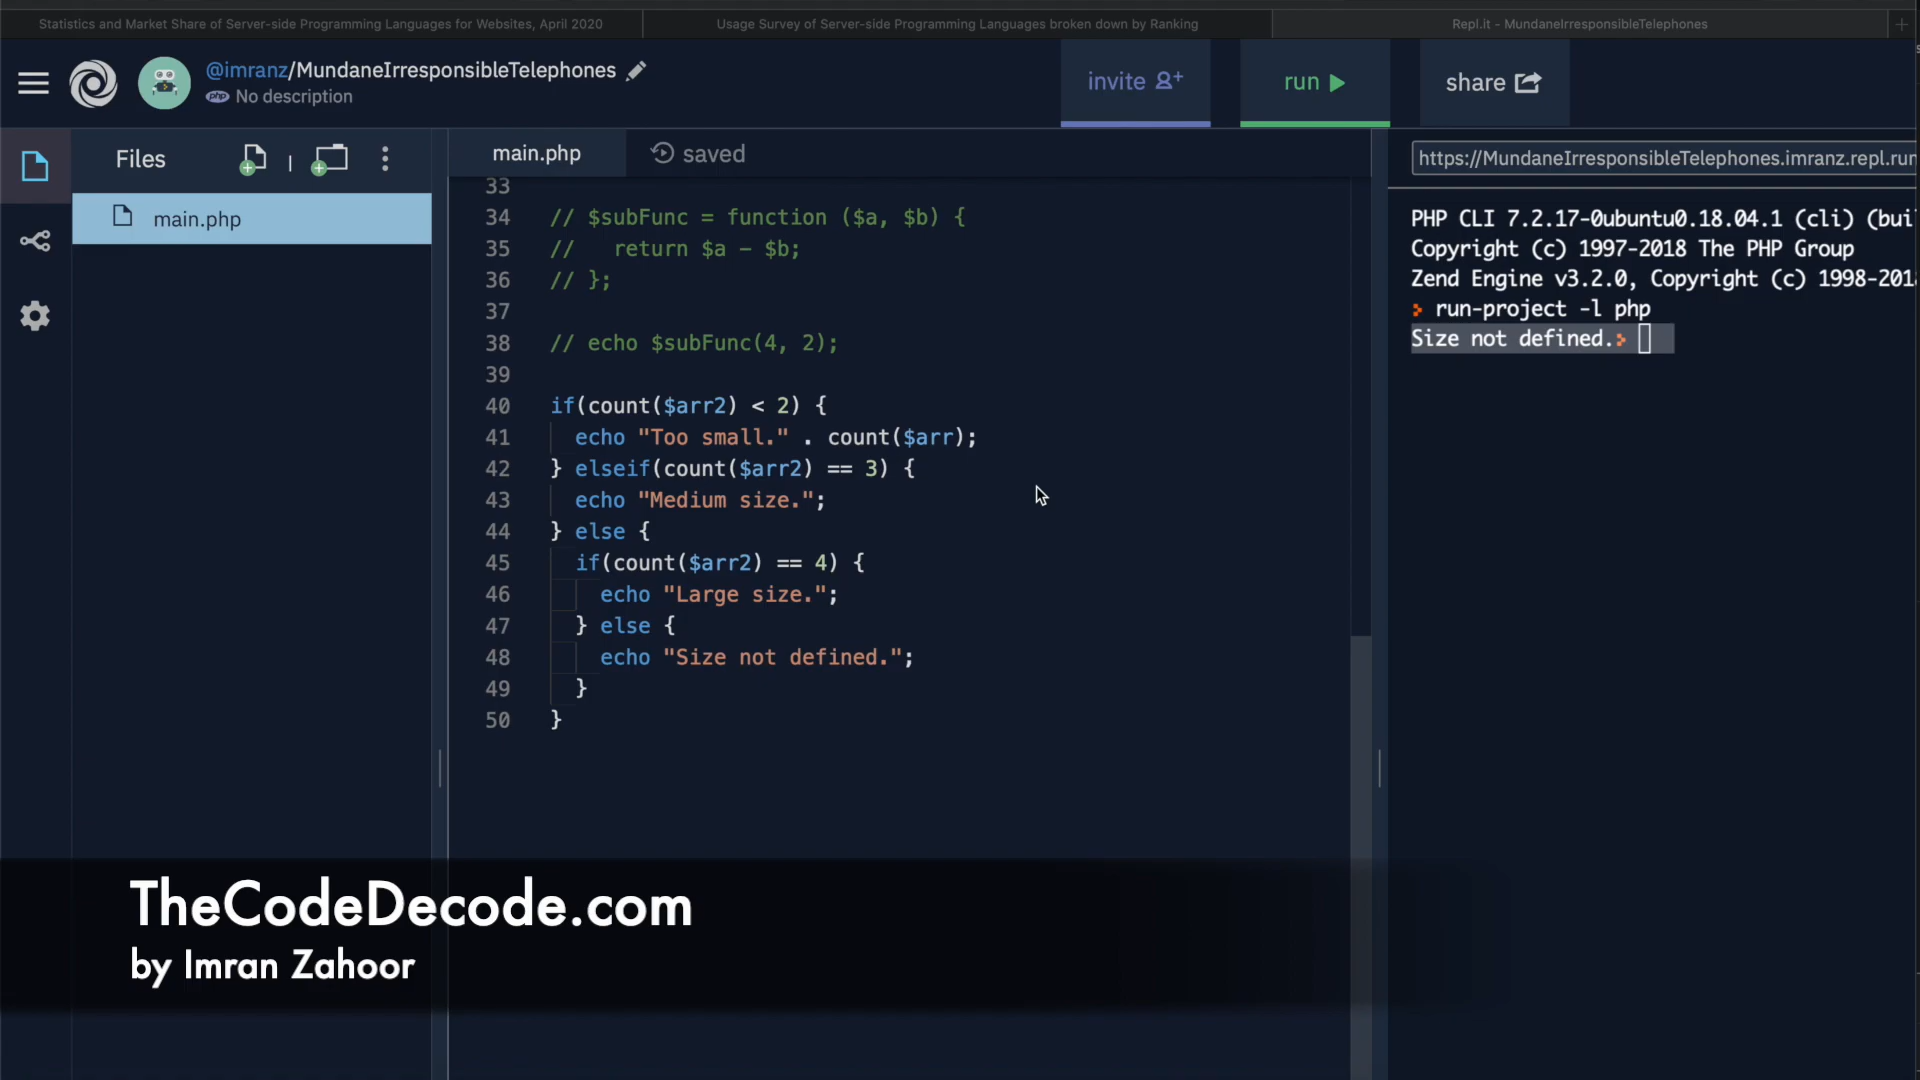 Statistics and Market Share of Server-side Programming Languages for Websites, April 2020
Usage Survey of Server-side Programming Languages broken down by Ranking
Repl.it - MundaneIrresponsibleTelephones
@imranz/MundaneIrresponsibleTelephones
php No description
invite
run
share
Files
main.php
main.php
saved
33
34 // $subFunc = function ($a, $b) {
35 //   return $a - $b;
36 // };
37
38 // echo $subFunc(4, 2);
39
40 if(count($arr2) < 2) {
41   echo "Too small." . count($arr);
42 } elseif(count($arr2) == 3) {
43   echo "Medium size.";
44 } else {
45   if(count($arr2) == 4) {
46     echo "Large size.";
47   } else {
48     echo "Size not defined.";
49   }
50 }
https://MundaneIrresponsibleTelephones.imranz.repl.run
PHP CLI 7.2.17-0ubuntu0.18.04.1 (cli) (bui
Copyright (c) 1997-2018 The PHP Group
Zend Engine v3.2.0, Copyright (c) 1998-201
> run-project -l php
Size not defined.>
TheCodeDecode.com
by Imran Zahoor